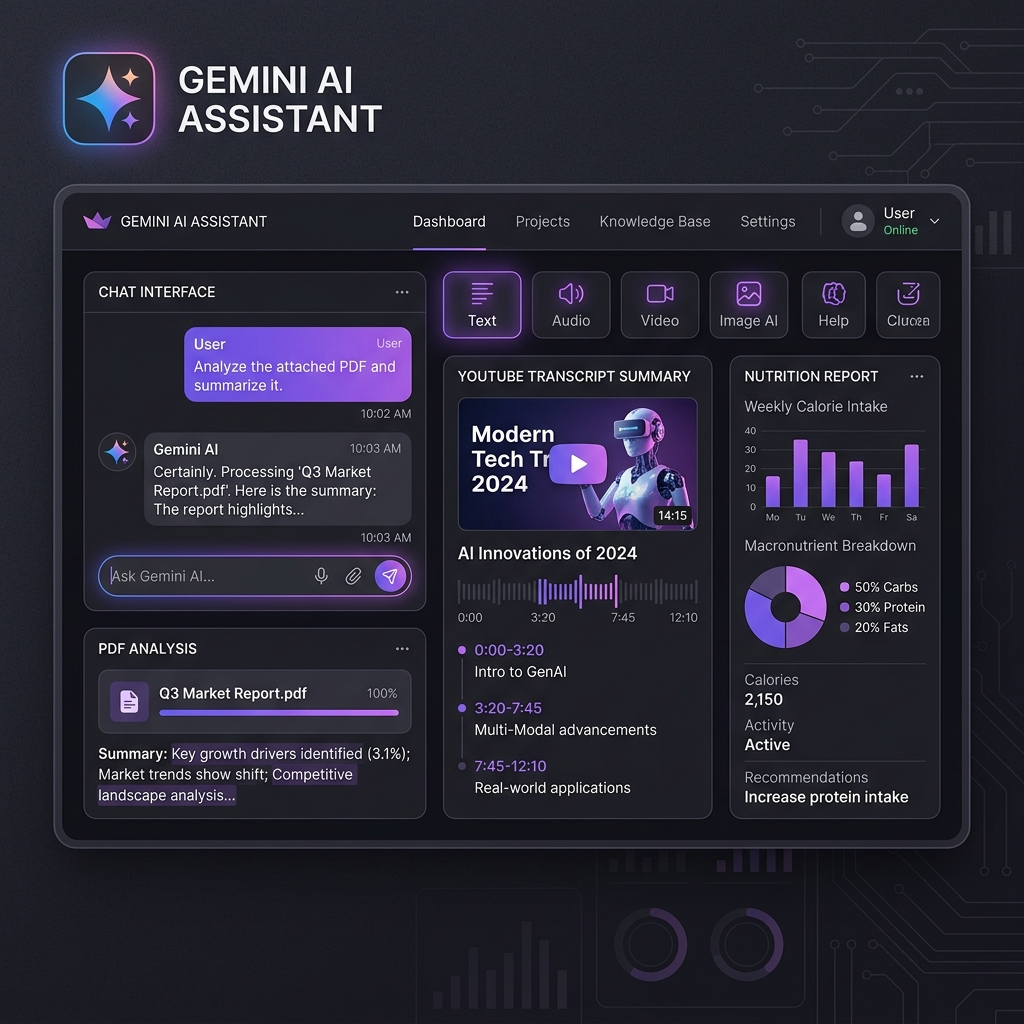 GEMINI AI
ASSISTANT
GEMINI AI ASSISTANT
Dashboard
Projects
Knowledge Base
Settings
User
Online
CHAT INTERFACE
User
User
Analyze the attached PDF and
summarize it.
10:02 AM
Gemini AI
10:03 AM
Certainly. Processing 'Q3 Market
Report.pdf'. Here is the summary:
The report highlights...
10:03 AM
Ask Gemini AI...
PDF ANALYSIS
Q3 Market Report.pdf
100%
Summary: Key growth drivers identified (3.1%);
Market trends show shift; Competitive
landscape analysis...
Text
Audio
Video
Image AI
Help
YOUTUBE TRANSCRIPT SUMMARY
Modern
Tech Tr
2024
14:15
AI Innovations of 2024
0:00
3:20
7:45
12:10
0:00-3:20
Intro to GenAI
3:20-7:45
Multi-Modal advancements
7:45-12:10
Real-world applications
NUTRITION REPORT
Weekly Calorie Intake
40
30
20
10
0
Mo
Tu
We
Th
Fr
Sa
Macronutrient Breakdown
50% Carbs
30% Protein
20% Fats
Calories
2,150
Activity
Active
Recommendations
Increase protein intake